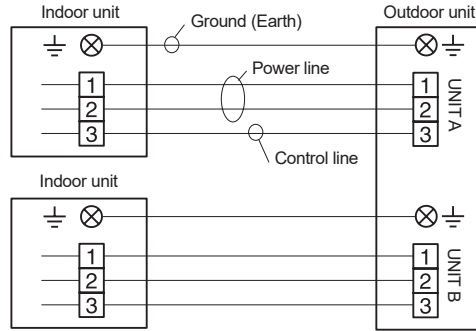 Indoor unit
Outdoor unit
Ground (Earth)
Power line
1
2
3
1
2
3
UNIT A
Control line
Indoor unit
1
2
3
1
2
3
UNIT B